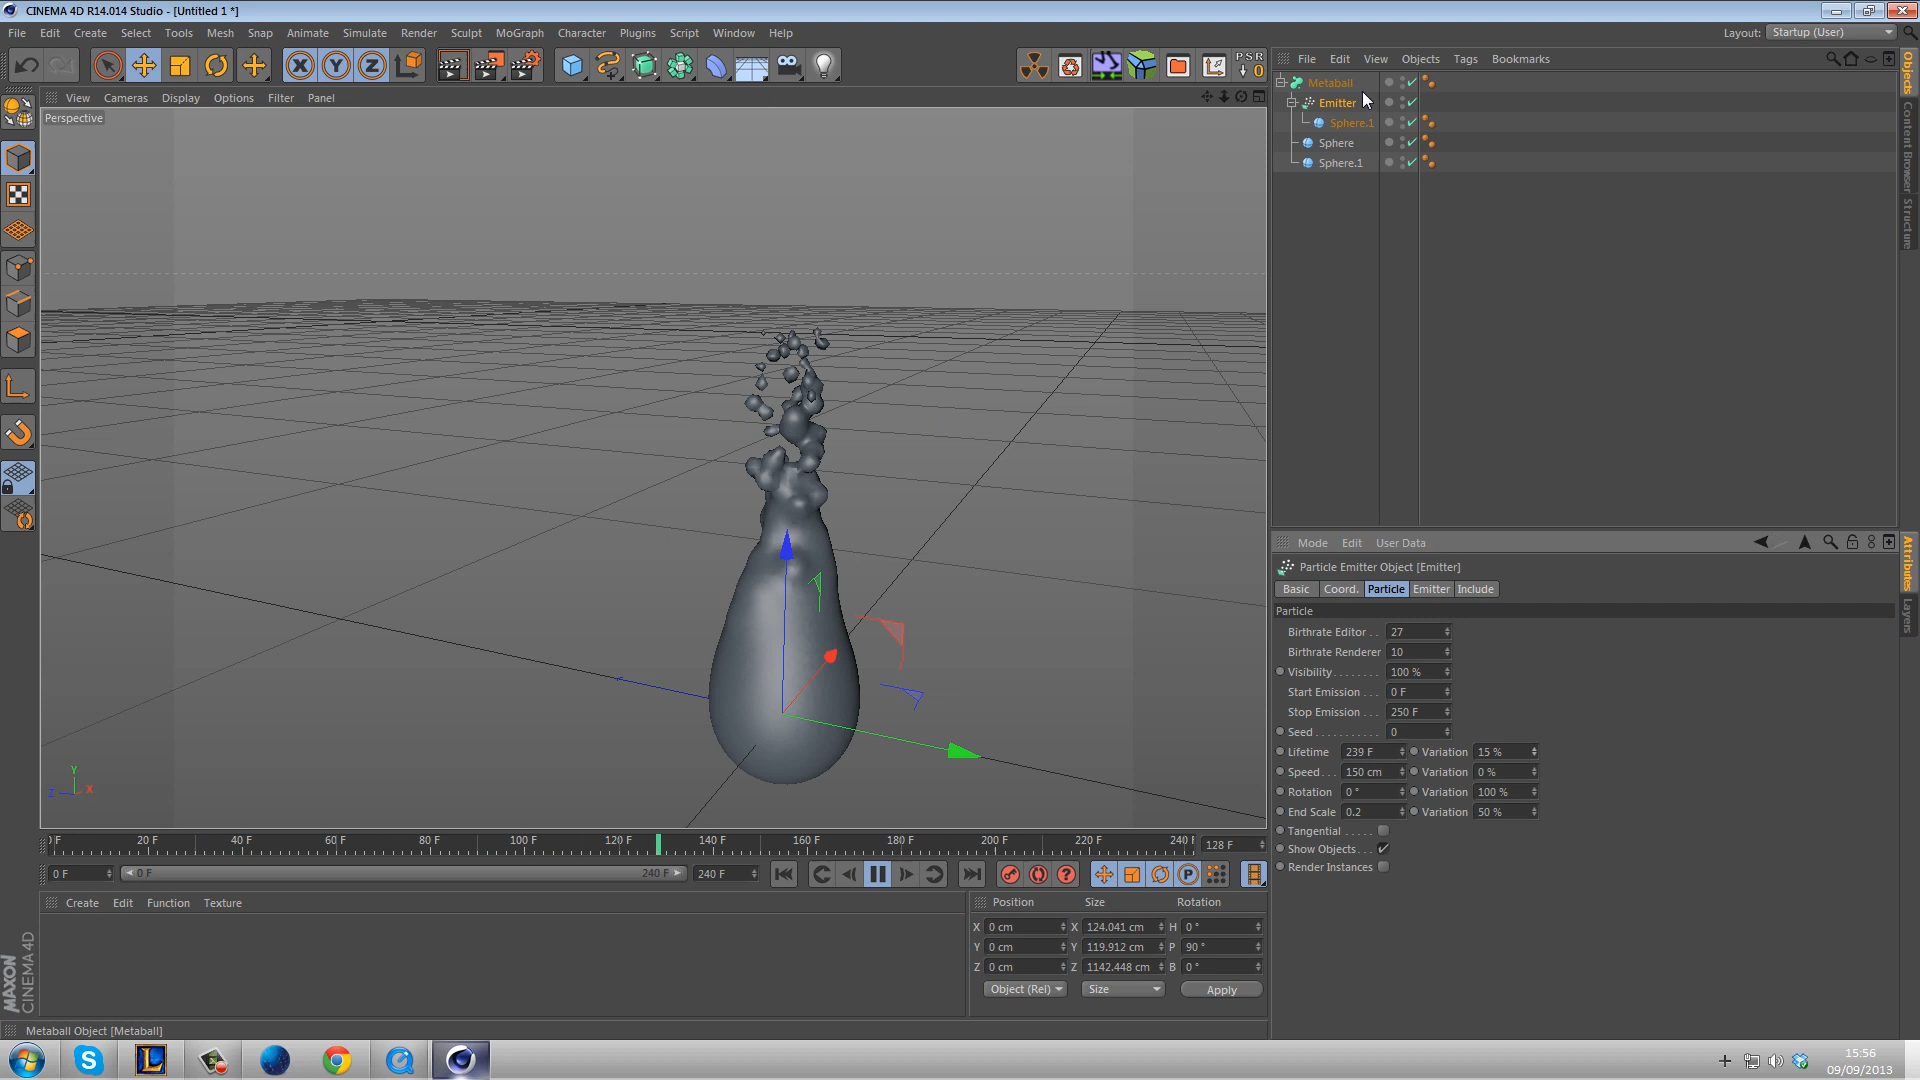 CINEMA 4D R14.014 Studio - [Untitled 1 *]
File Edit Create Select Tools Mesh Snap Animate Simulate Render Sculpt MoGraph Character Plugins Script Window Help
Layout: Startup (User)
X Y Z
PSR
0
File Edit View Objects Tags Bookmarks
View Cameras Display Options Filter Panel
Perspective
Metaball
Emitter
Sphere.1
Sphere
Sphere.1
Objects
Content Browser
Structure
Mode Edit User Data
Particle Emitter Object [Emitter]
Basic Coord. Particle Emitter Include
Particle
Birthrate Editor . . 27
Birthrate Renderer 10
Visibility. . . . . . . . 100 %
Start Emission . . . 0 F
Stop Emission . . . 250 F
Seed . . . . . . . . . . . 0
Lifetime 239 F Variation 15 %
Speed . . . 150 cm Variation 0 %
Rotation 0 ° Variation 100 %
End Scale 0.2 Variation 50 %
Tangential . . . . .
Show Objects. . .
Render Instances
Attributes
Layers
Y
Z X
F 20 F 40 F 60 F 80 F 100 F 120 F 140 F 160 F 180 F 200 F 220 F 240 F 128 F
0 F 0 F 240 F 240 F
P
Create Edit Function Texture
Position Size Rotation
X 0 cm X 124.041 cm H 0 °
Y 0 cm Y 119.912 cm P 90 °
Z 0 cm Z 1142.448 cm B 0 °
Object (Rel) Size Apply
MAXON
CINEMA 4D
Metaball Object [Metaball]
15:56
09/09/2013